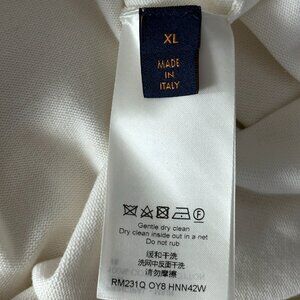 XL
MADE
IN
ITALY
Gentle dry clean
Dry clean inside out in a net
Do not rub
缓和干洗
洗网中反面干洗
请勿摩擦
RM231Q OY8 HNN42W